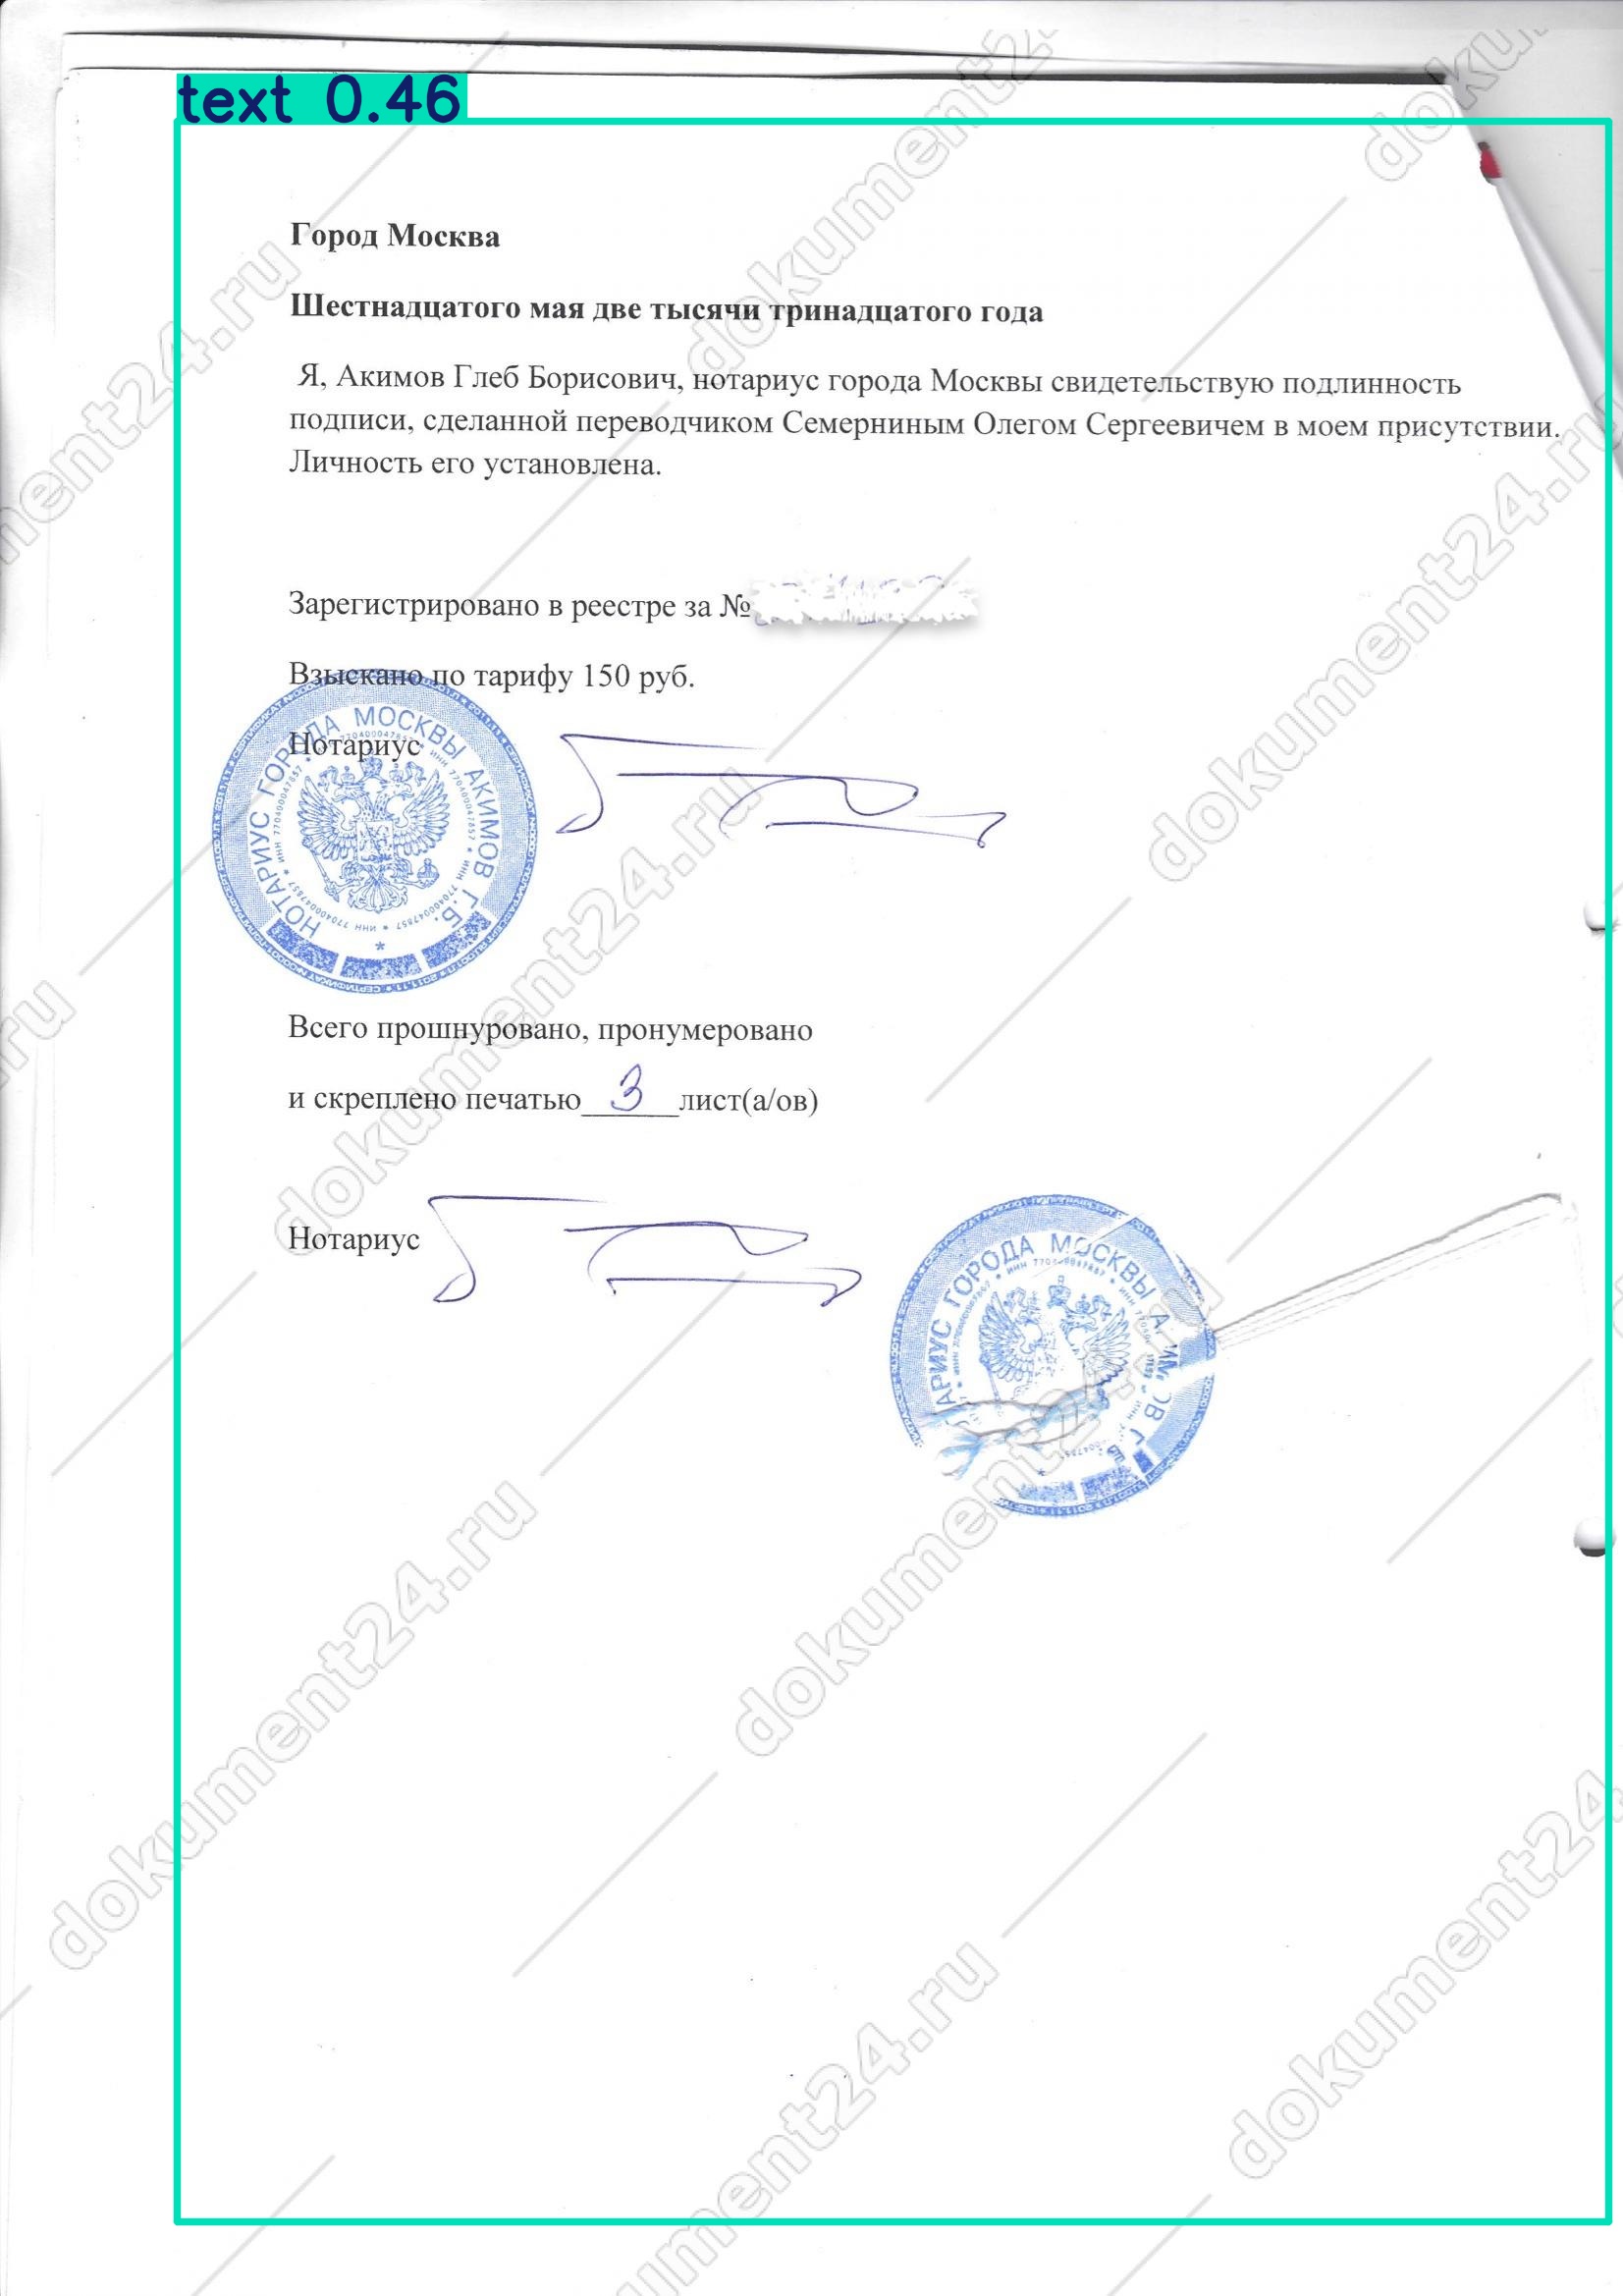 text 0.46
Город Москва
Шестнадцатого мая две тысячи тринадцатого года
Я, Акимов Глеб Борисович, нотариус города Москвы свидетельствую подлинность
подписи, сделанной переводчиком Семерниным Олегом Сергеевичем в моем присутствии.
Личность его установлена.
Зарегистрировано в реестре за №
Взыскано по тарифу 150 руб.
Нотариус
НОТАРИУС ГОРОДА МОСКВЫ АКИМОВ Г.Б.
ИНН 770400047857
Всего прошнуровано, пронумеровано
и скреплено печатью 3 лист(а/ов)
Нотариус
ГОРОДА МОСКВЫ
dokument24.ru